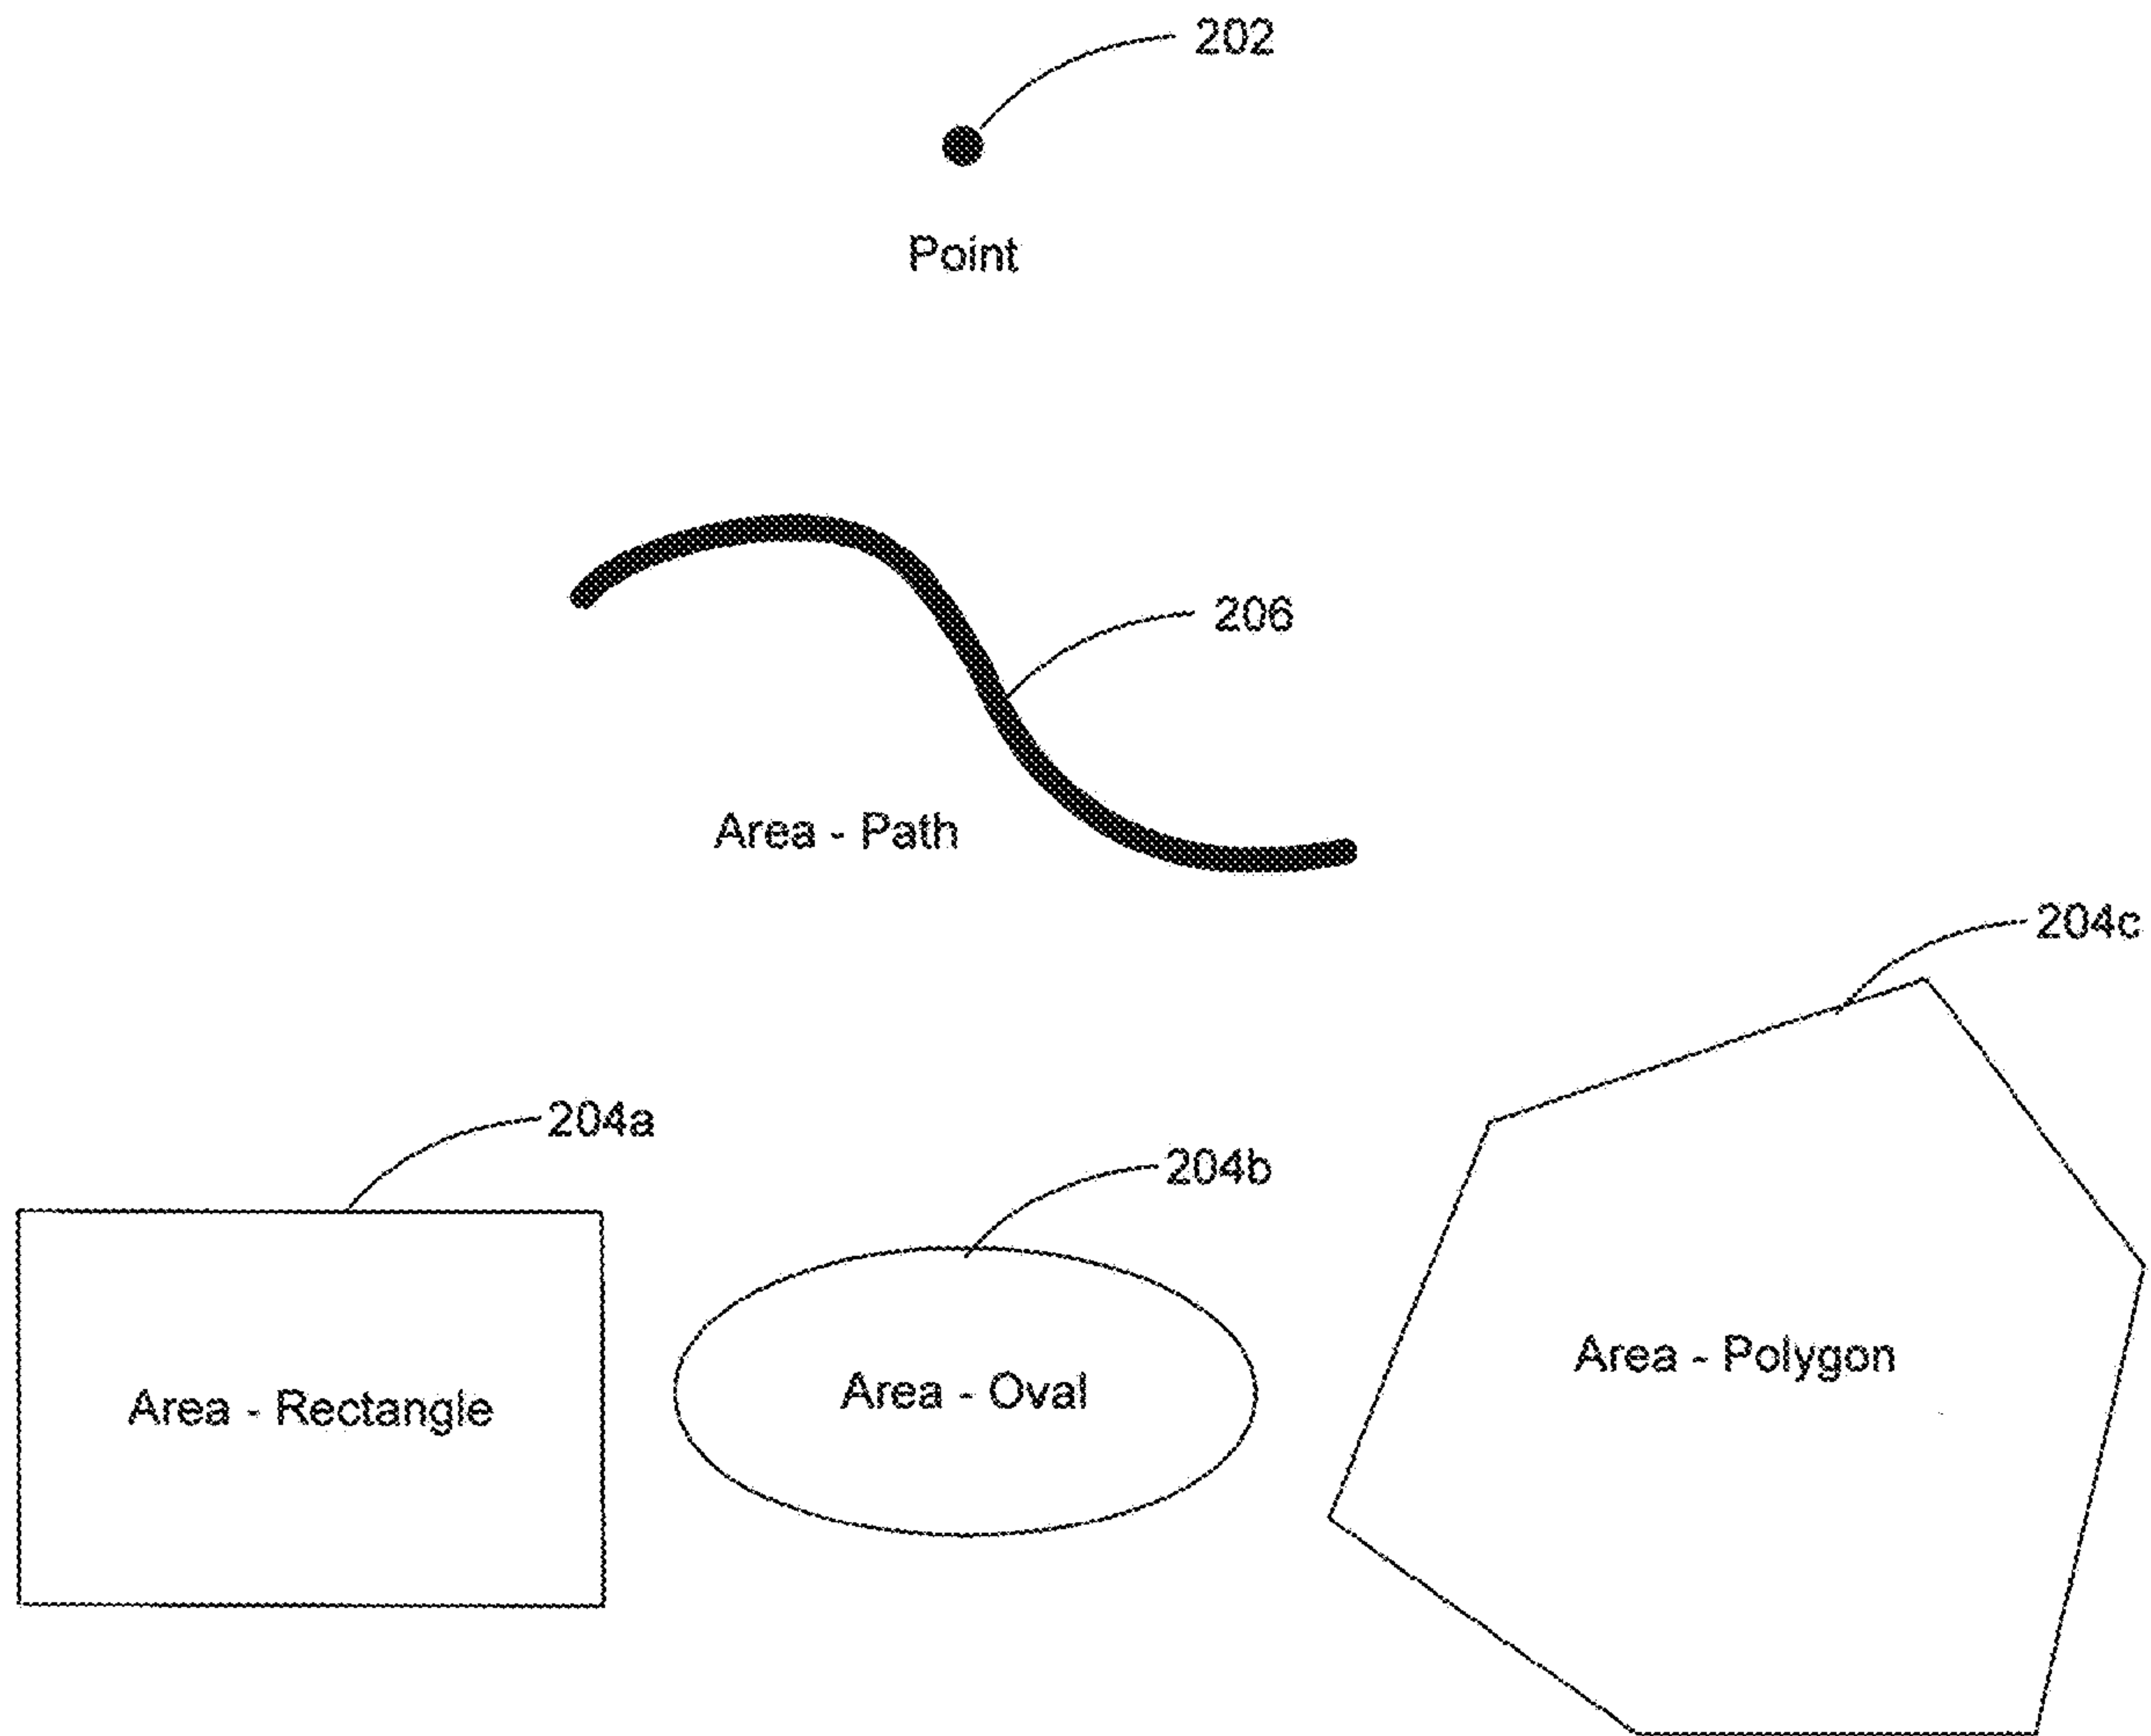 202
Point
206
Area - Path
204c
204a
204b
Area - Polygon
Area - Oval
Area - Rectangle